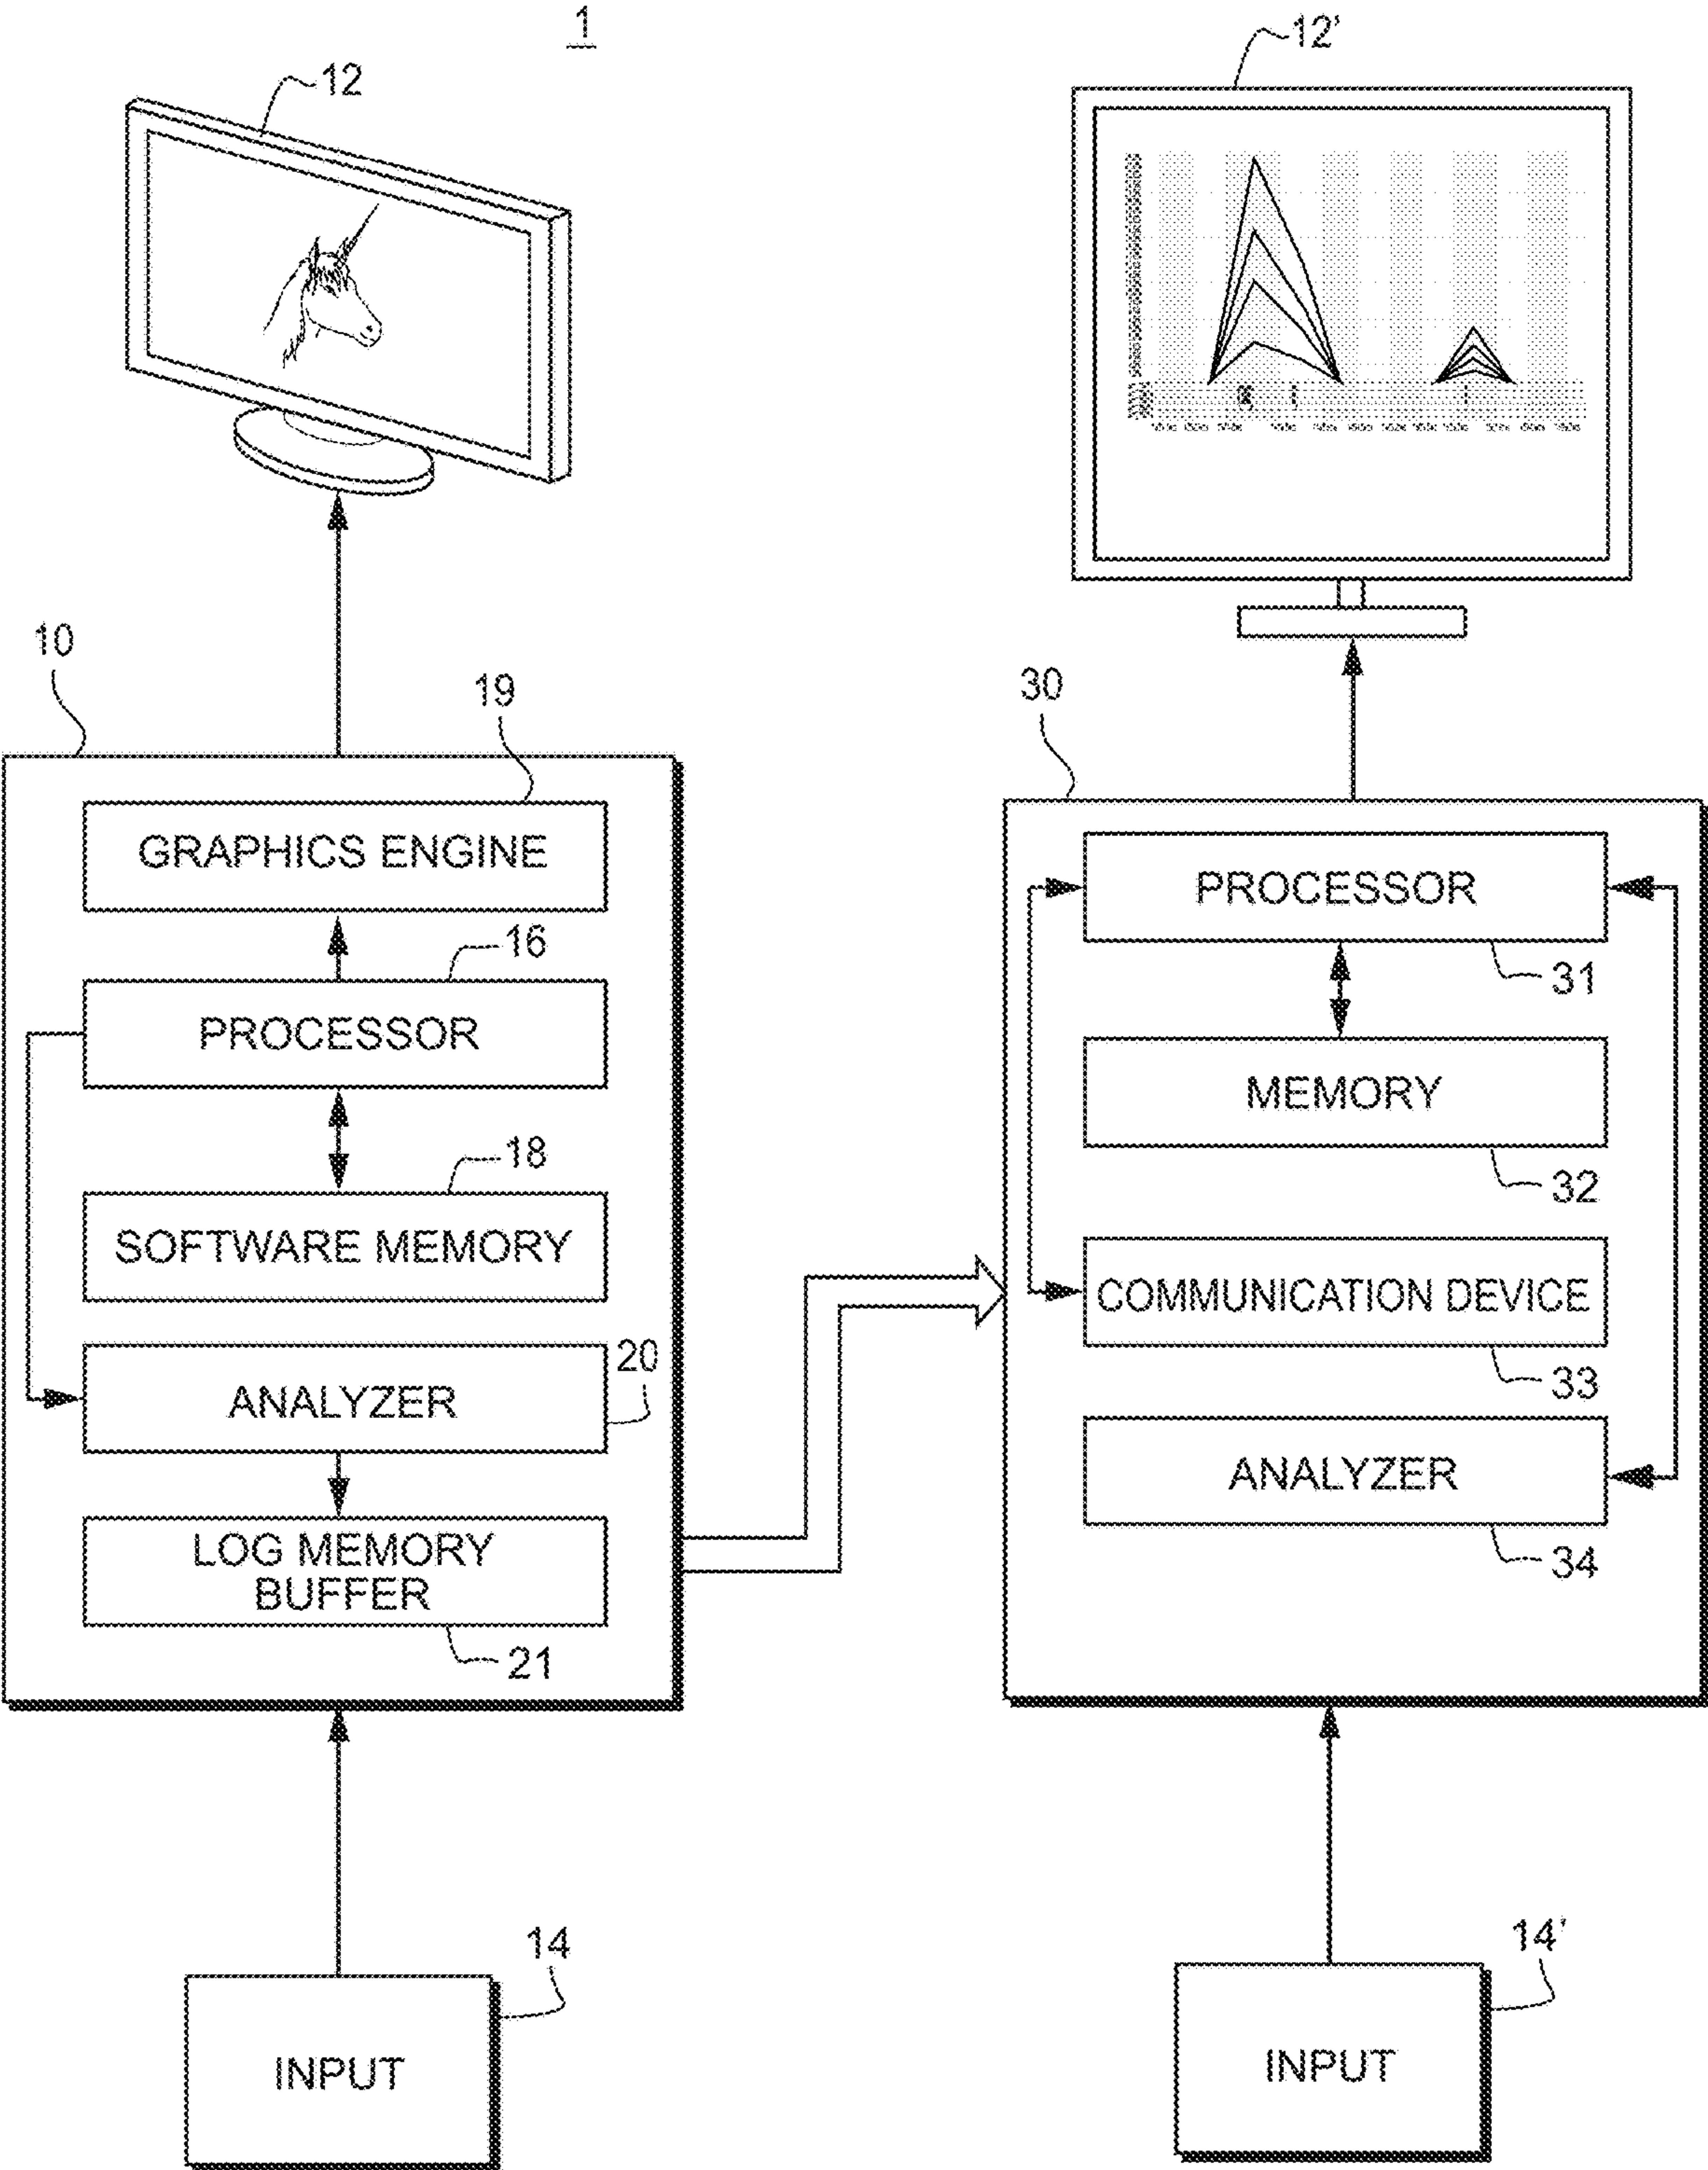 1
12
12'
10
19
GRAPHICS ENGINE
16
PROCESSOR
18
SOFTWARE MEMORY
20
ANALYZER
LOG MEMORY
BUFFER
21
14
INPUT
30
PROCESSOR
31
MEMORY
32
COMMUNICATION DEVICE
33
ANALYZER
34
14'
INPUT